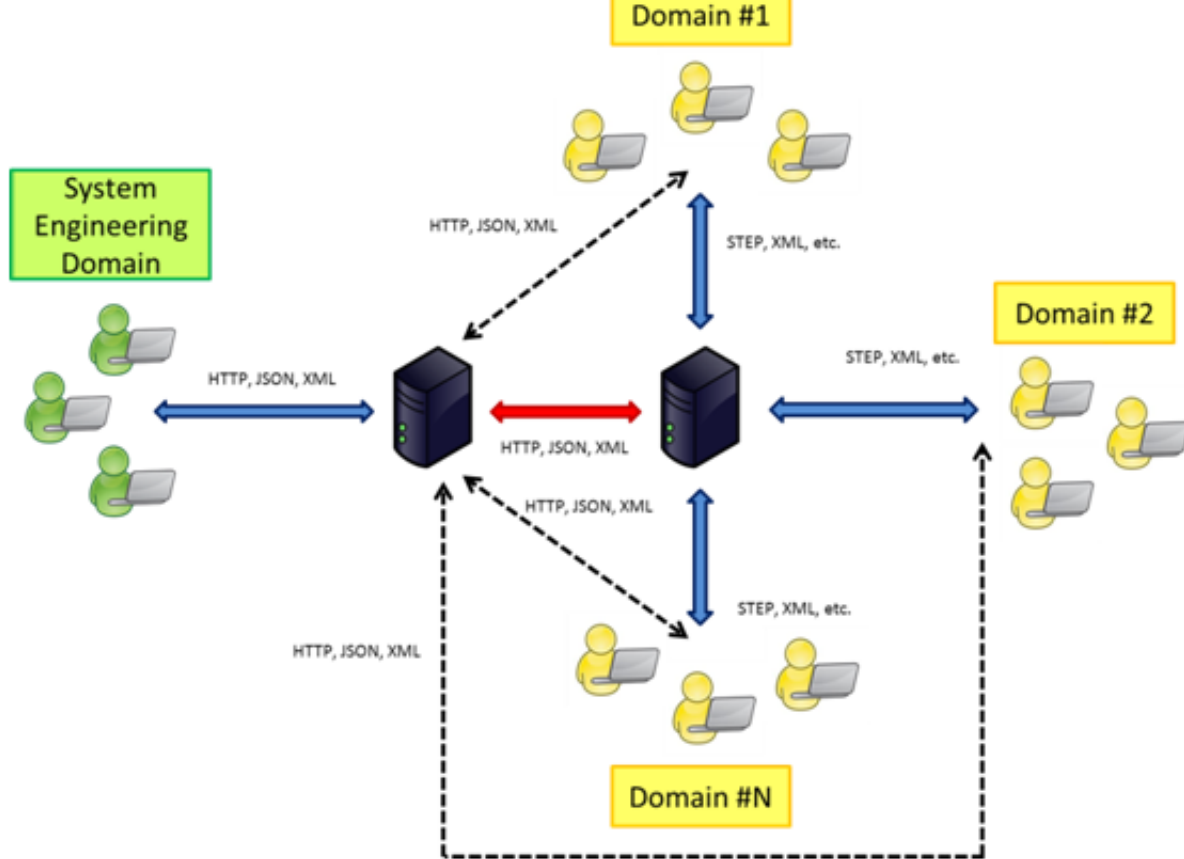 Domain #1
System
Engineering
Domain
HTTP, JSON, XML
STEP, XML, etc.
Domain #2
HTTP, JSON, XML
STEP, XML, etc.
HTTP, JSON, XML
HTTP, JSON, XML
STEP, XML, etc.
HTTP, JSON, XML
Domain #N